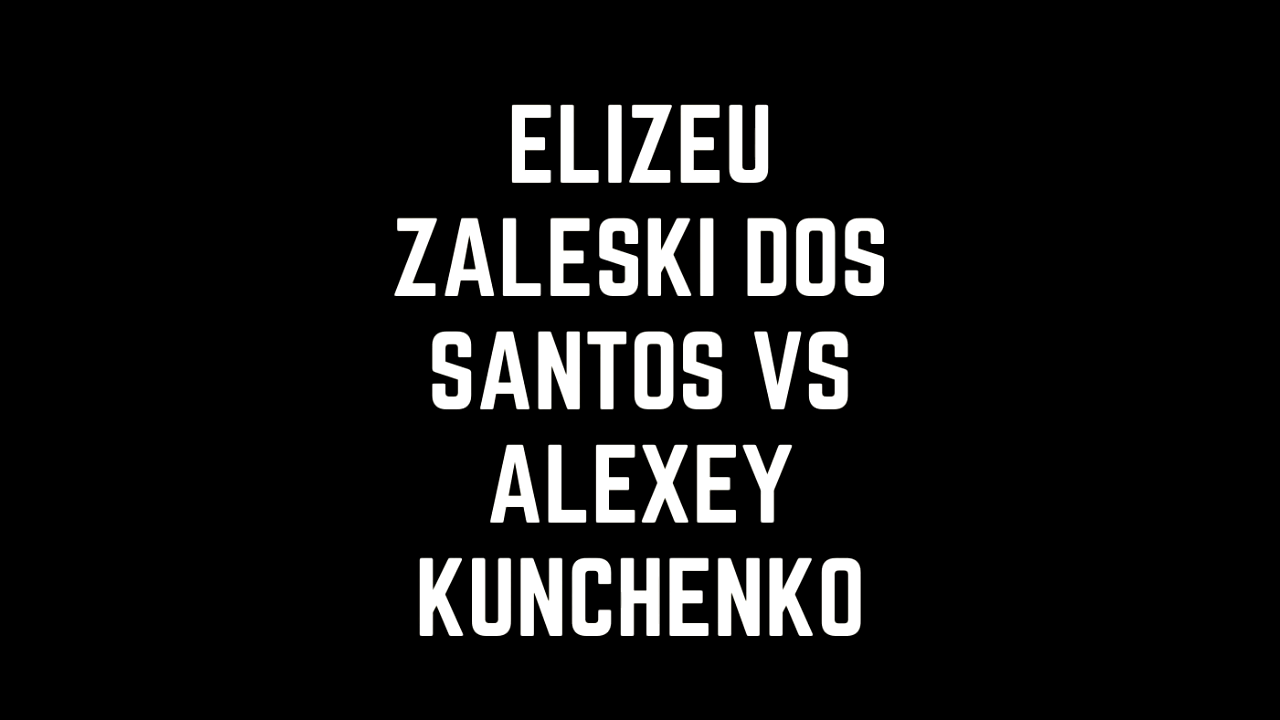 ELIZEU
ZALESKI DOS
SANTOS VS
ALEXEY
KUNCHENKO